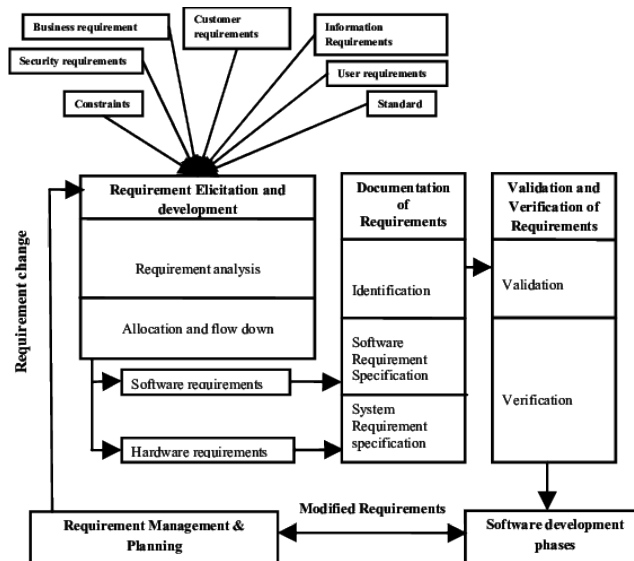 Business requirement
Customer
requirements
Information
Requirements
Security requirements
User requirements
Constraints
Standard
Requirement change
Requirement Elicitation and
development
Requirement analysis
Allocation and flow down
Software requirements
Hardware requirements
Documentation
of
Requirements
Identification
Software
Requirement
Specification
System
Requirement
specification
Validation and
Verification of
Requirements
Validation
Verification
Requirement Management &
Planning
Modified Requirements
Software development
phases